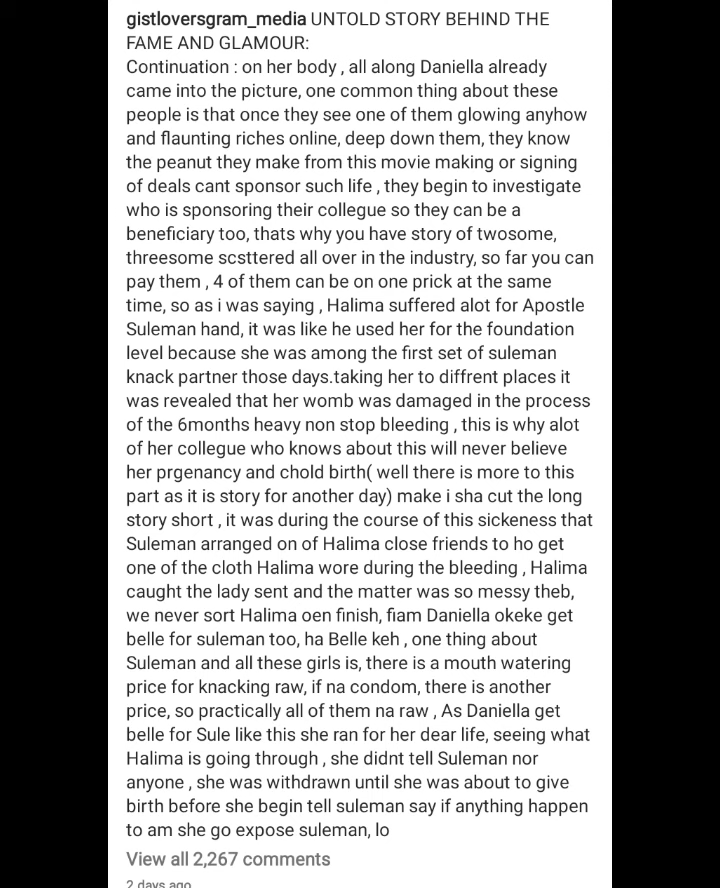 gistloversgram_media UNTOLD STORY BEHIND THE
FAME AND GLAMOUR:
Continuation : on her body , all along Daniella already
came into the picture, one common thing about these
people is that once they see one of them glowing anyhow
and flaunting riches online, deep down them, they know
the peanut they make from this movie making or signing
of deals cant sponsor such life , they begin to investigate
who is sponsoring their collegue so they can be a
beneficiary too, thats why you have story of twosome,
threesome scsttered all over in the industry, so far you can
pay them , 4 of them can be on one prick at the same
time, so as i was saying , Halima suffered alot for Apostle
Suleman hand, it was like he used her for the foundation
level because she was among the first set of suleman
knack partner those days.taking her to diffrent places it
was revealed that her womb was damaged in the process
of the 6months heavy non stop bleeding , this is why alot
of her collegue who knows about this will never believe
her prgenancy and chold birth( well there is more to this
part as it is story for another day) make i sha cut the long
story short , it was during the course of this sickeness that
Suleman arranged on of Halima close friends to ho get
one of the cloth Halima wore during the bleeding , Halima
caught the lady sent and the matter was so messy theb,
we never sort Halima oen finish, fiam Daniella okeke get
belle for suleman too, ha Belle keh , one thing about
Suleman and all these girls is, there is a mouth watering
price for knacking raw, if na condom, there is another
price, so practically all of them na raw , As Daniella get
belle for Sule like this she ran for her dear life, seeing what
Halima is going through , she didnt tell Suleman nor
anyone , she was withdrawn until she was about to give
birth before she begin tell suleman say if anything happen
to am she go expose suleman, lo
View all 2,267 comments
2 days ago